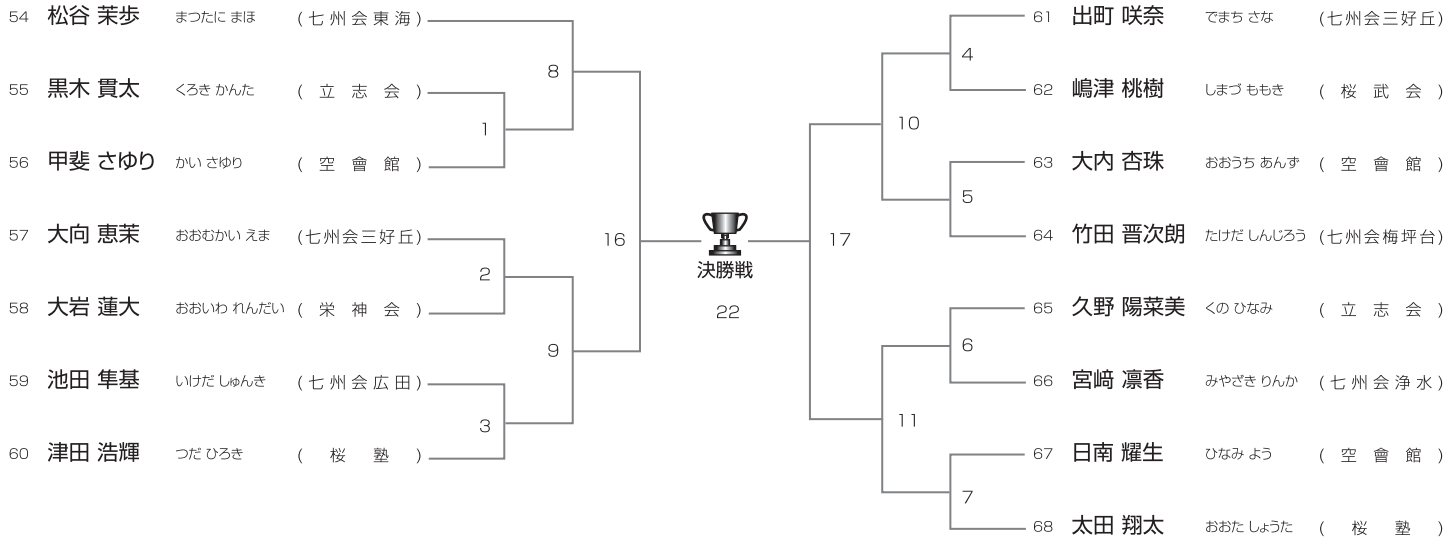 54 松谷 茉歩 まつたに まほ (七州会東海)
55 黒木 貫太 くろき かんた (立志会)
56 甲斐 さゆり かい さゆり (空會館)
57 大向 恵茉 おおむかい えま (七州会三好丘)
58 大岩 蓮大 おおいわ れんだい (栄神会)
59 池田 隼基 いけだ しゅんき (七州会広田)
60 津田 浩輝 つだ ひろき (桜塾)
8
1
2
9
3
16
決勝戦
22
17
10
4
5
6
11
7
61 出町 咲奈 でまち さな (七州会三好丘)
62 嶋津 桃樹 しまづ ももき (桜武会)
63 大内 杏珠 おおうち あんず (空會館)
64 竹田 晋次朗 たけだ しんじろう (七州会梅坪台)
65 久野 陽菜美 くの ひなみ (立志会)
66 宮﨑 凛香 みやざき りんか (七州会浄水)
67 日南 耀生 ひなみ よう (空會館)
68 太田 翔太 おおた しょうた (桜塾)